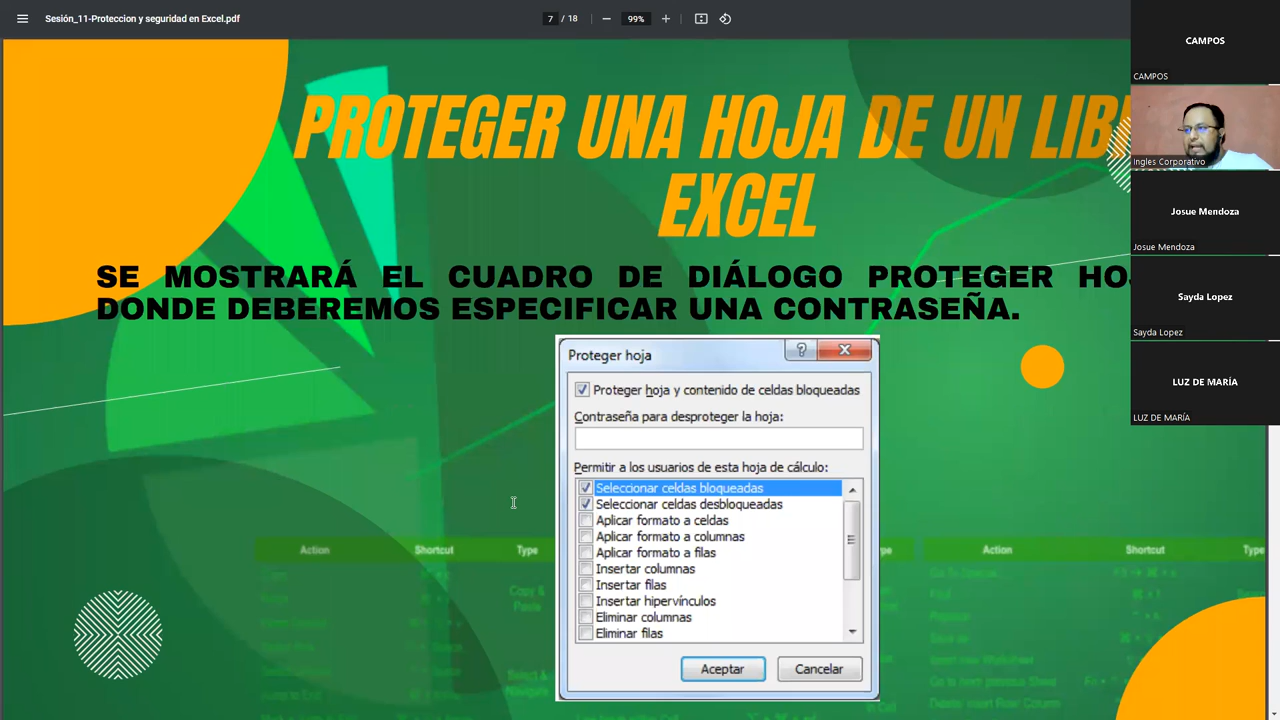 Sesión_11-Proteccion y seguridad en Excel.pdf
7 / 18
99%
PROTEGER UNA HOJA DE UN LIB
EXCEL
SE MOSTRARÁ EL CUADRO DE DIÁLOGO PROTEGER HO
DONDE DEBEREMOS ESPECIFICAR UNA CONTRASEÑA.
Proteger hoja
?
Proteger hoja y contenido de celdas bloqueadas
Contraseña para desproteger la hoja:
Permitir a los usuarios de esta hoja de cálculo:
Seleccionar celdas bloqueadas
Seleccionar celdas desbloqueadas
Aplicar formato a celdas
Aplicar formato a columnas
Aplicar formato a filas
Insertar columnas
Insertar filas
Insertar hipervínculos
Eliminar columnas
Eliminar filas
Aceptar Cancelar
Action Shortcut Type
Copy &
Paste
Select &
Navigate
Action Shortcut Type
CAMPOS
CAMPOS
Ingles Corporativo
Josue Mendoza
Josue Mendoza
Sayda Lopez
Sayda Lopez
LUZ DE MARÍA
LUZ DE MARÍA